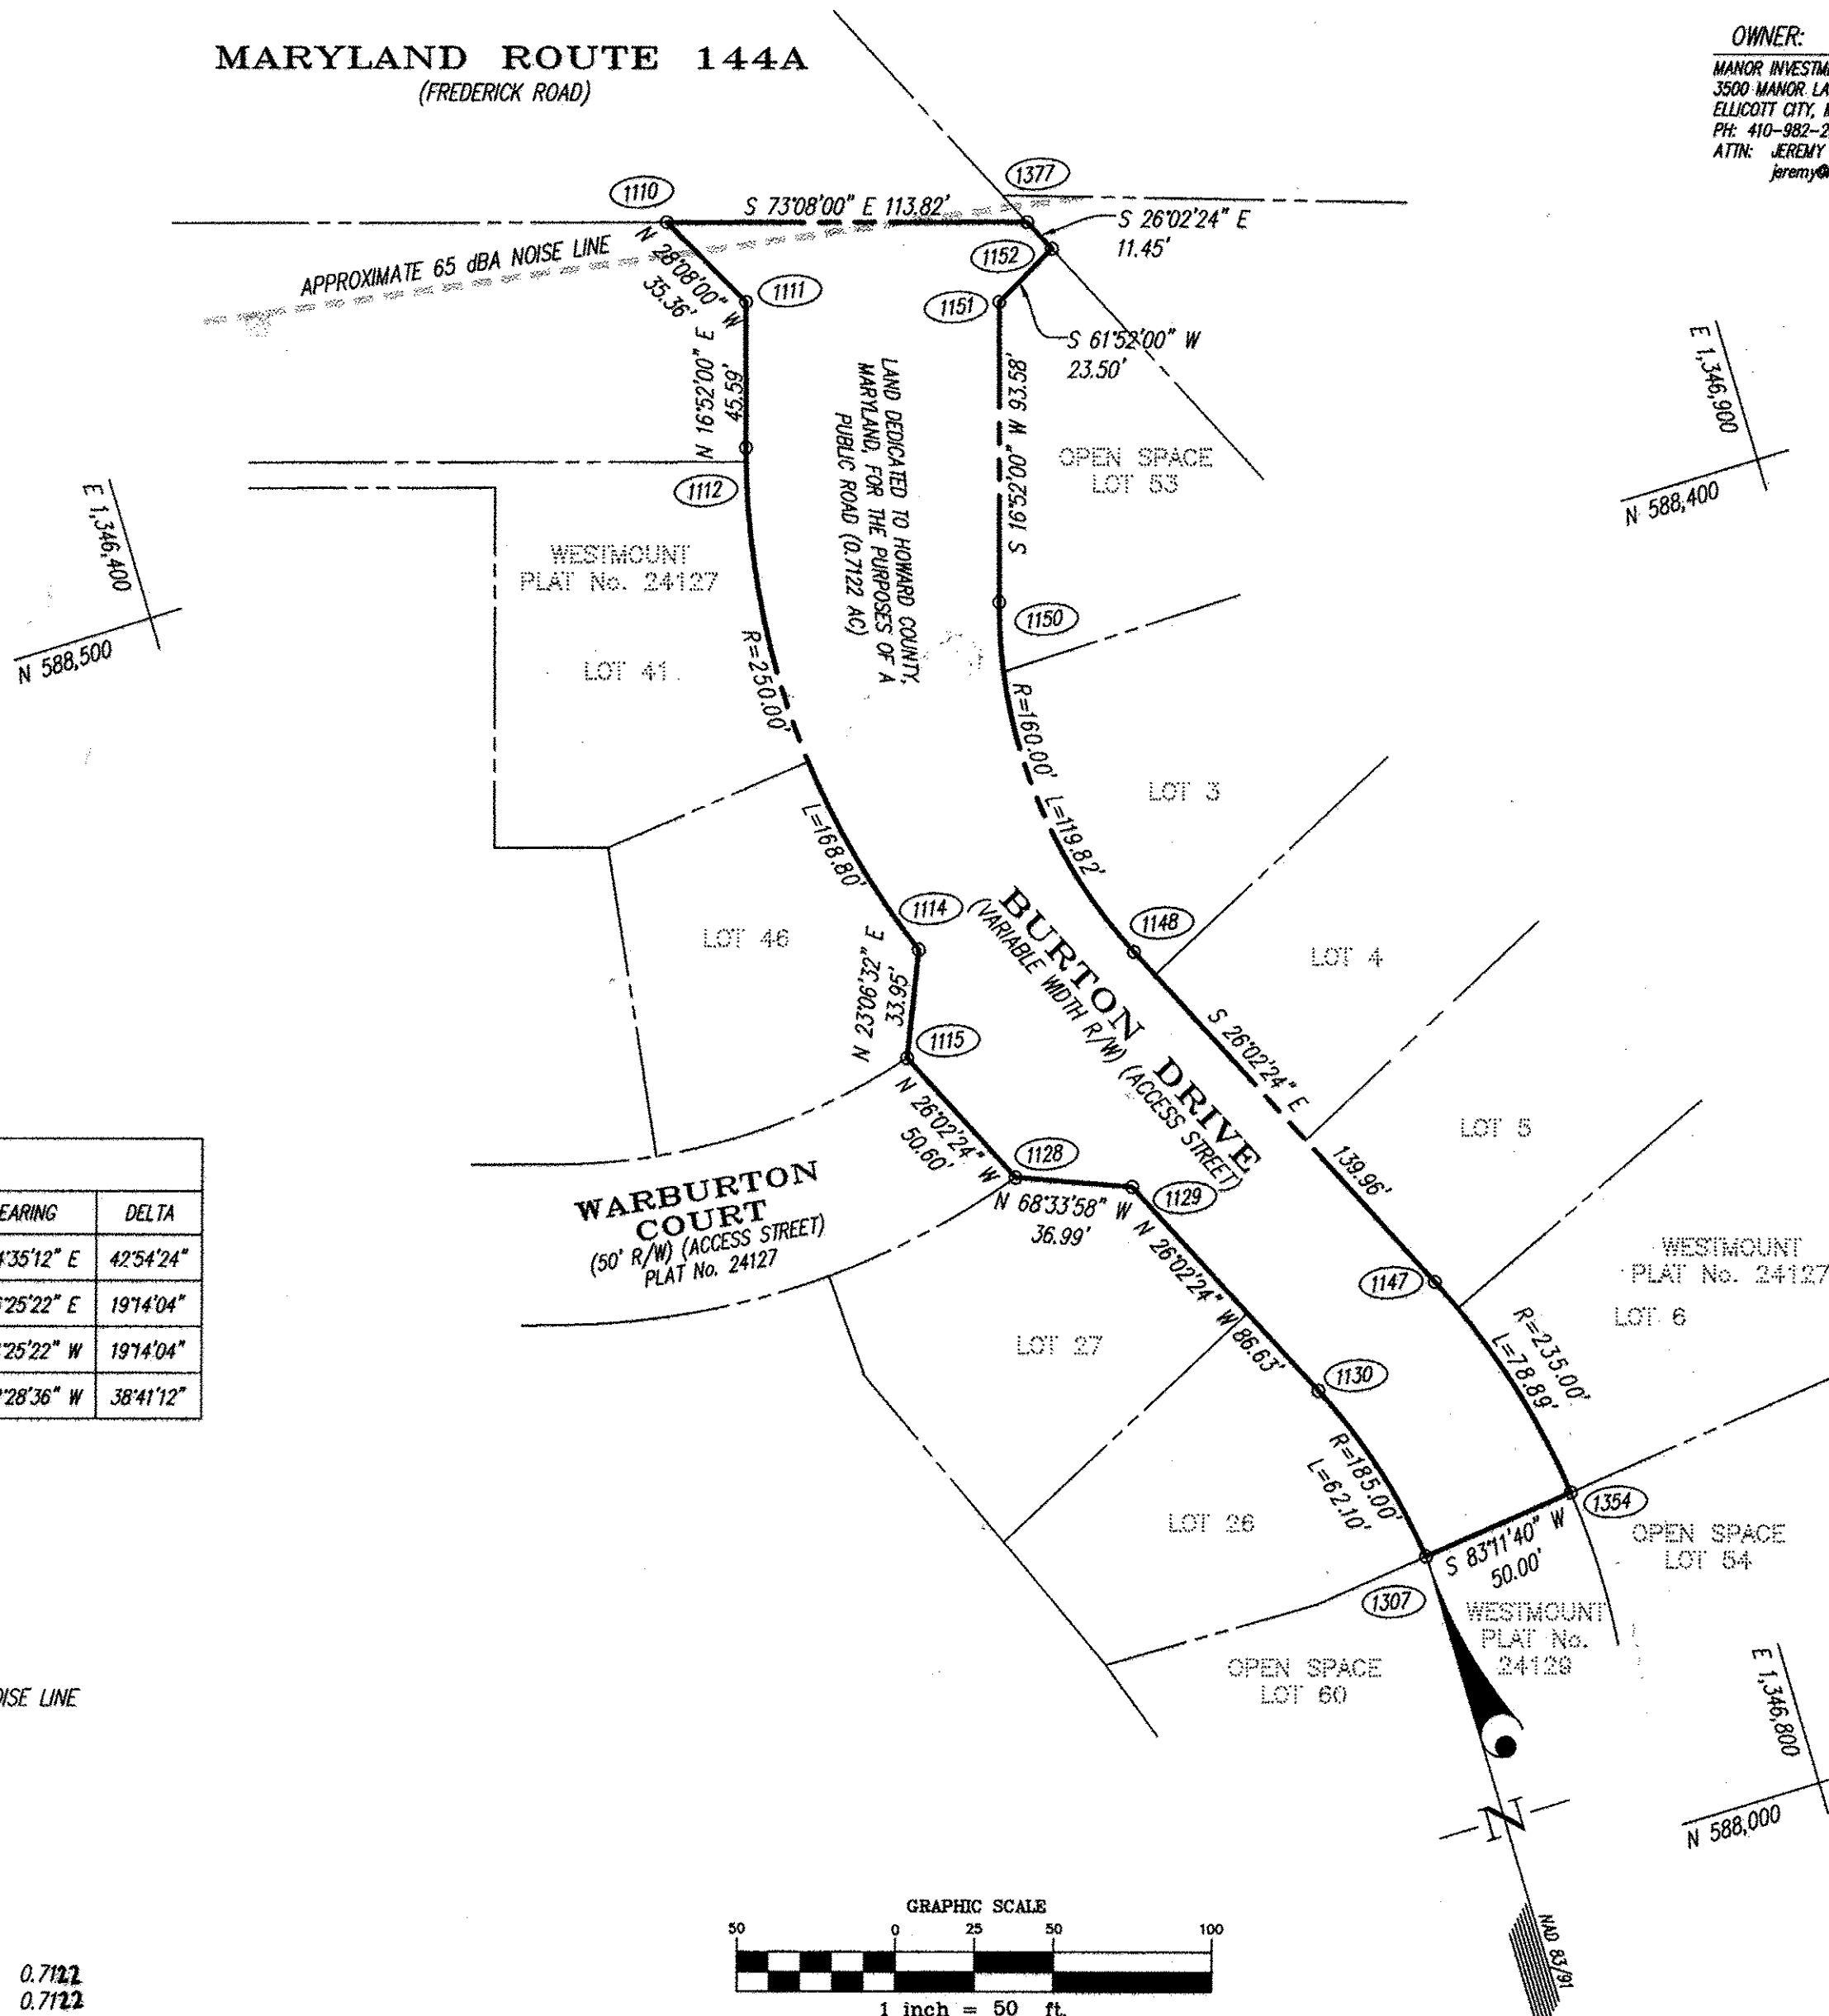 MARYLAND ROUTE 144A
(FREDERICK ROAD)
OWNER:
MANOR INVESTM
3500 MANOR LA
ELLICOTT CITY, M
PH: 410-982-2
ATTN: JEREMY
jeremy@
1110
S 73°08'00" E 113.82'
1377
S 26°02'24" E
11.45'
APPROXIMATE 65 dBA NOISE LINE
N 28°08'00" W
35.36'
1111
1152
1151
S 61°52'00" W
23.50'
N 16°52'00" E
45.59'
1112
S 16°52'00" W 93.58'
LAND DEDICATED TO HOWARD COUNTY,
MARYLAND, FOR THE PURPOSES OF A
PUBLIC ROAD (0.7122 AC)
OPEN SPACE
LOT 53
E 1,346,900
N 588,400
E 1,346,400
N 588,500
WESTMOUNT
PLAT No. 24127
LOT 41
R=250.00'
L=168.80'
1150
R=160.00'
L=119.82'
LOT 3
1148
LOT 4
1114
LOT 46
N 23°06'32" E
33.95'
1115
BURTON DRIVE
(VARIABLE WIDTH R/W) (ACCESS STREET)
S 26°02'24" E
139.96'
LOT 5
N 26°02'24" W
50.60'
1128
N 68°33'58" W
36.99'
1129
WARBURTON
COURT
(50' R/W) (ACCESS STREET)
PLAT No. 24127
N 26°02'24" W 86.63'
1147
WESTMOUNT
PLAT No. 24127
LOT 6
R=235.00'
L=78.89'
LOT 27
1130
R=185.00'
L=62.10'
LOT 26
1354
S 83°11'40" W
50.00'
OPEN SPACE
LOT 54
1307
WESTMOUNT
PLAT No.
24129
OPEN SPACE
LOT 60
E 1,346,800
N 588,000
EARING DELTA
4°35'12" E 42°54'24"
25'22" E 19°14'04"
25'22" W 19°14'04"
28'36" W 38°41'12"
OISE LINE
N
NAD 83/91
0.7122
0.7122
GRAPHIC SCALE
50 0 25 50 100
1 inch = 50 ft.